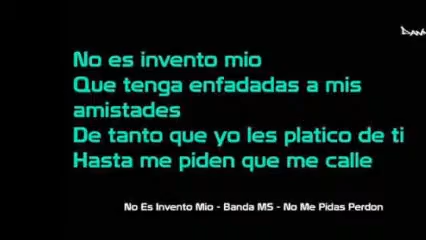 No es invento mio
Que tenga enfadadas a mis
amistades
De tanto que yo les platico de ti
Hasta me piden que me calle
No Es Invento Mio - Banda MS - No Me Pidas Perdon